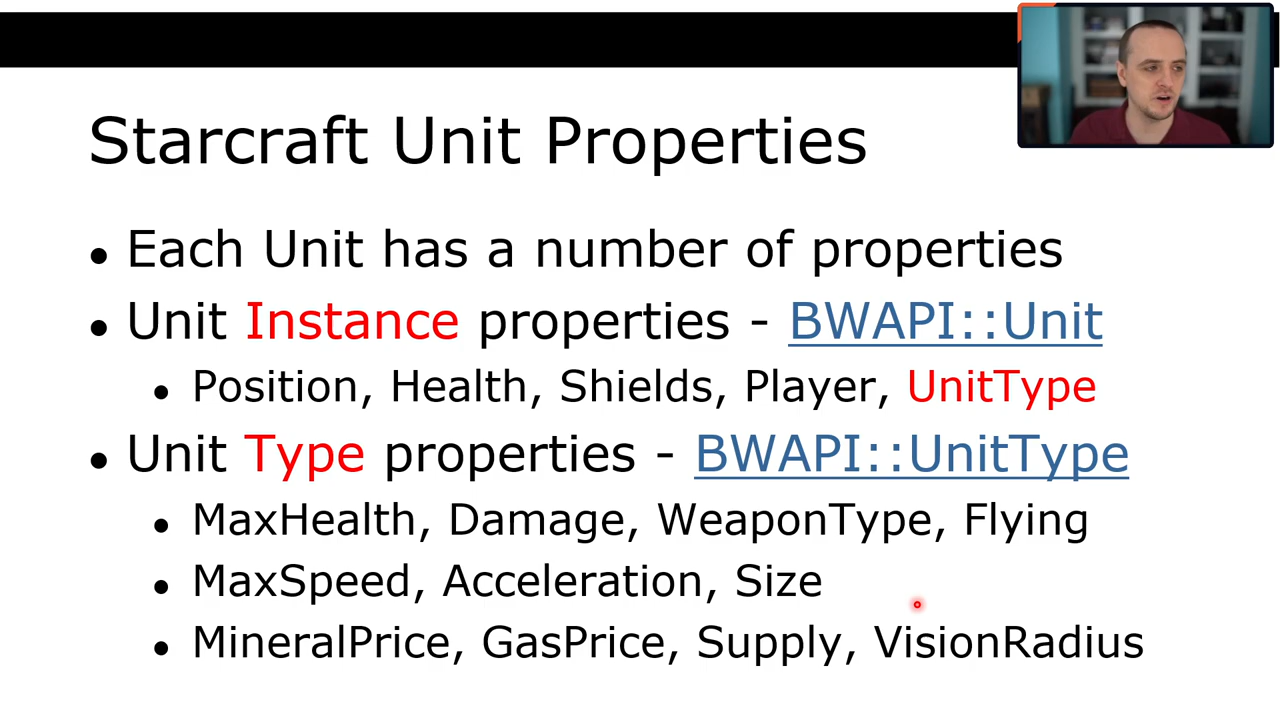 Starcraft Unit Properties
● Each Unit has a number of properties
● Unit Instance properties - BWAPI::Unit
● Position, Health, Shields, Player, UnitType
● Unit Type properties - BWAPI::UnitType
● MaxHealth, Damage, WeaponType, Flying
● MaxSpeed, Acceleration, Size
● MineralPrice, GasPrice, Supply, VisionRadius